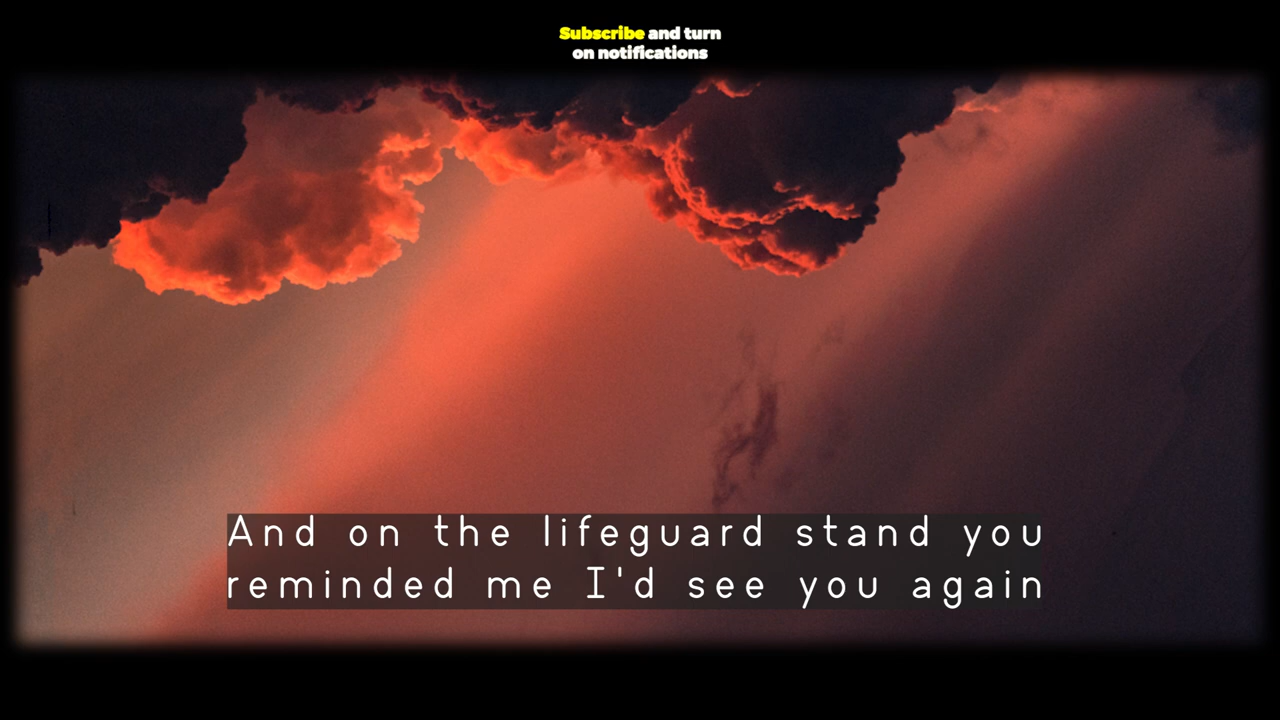 Subscribe and turn
on notifications
And on the lifeguard stand you
reminded me I'd see you again